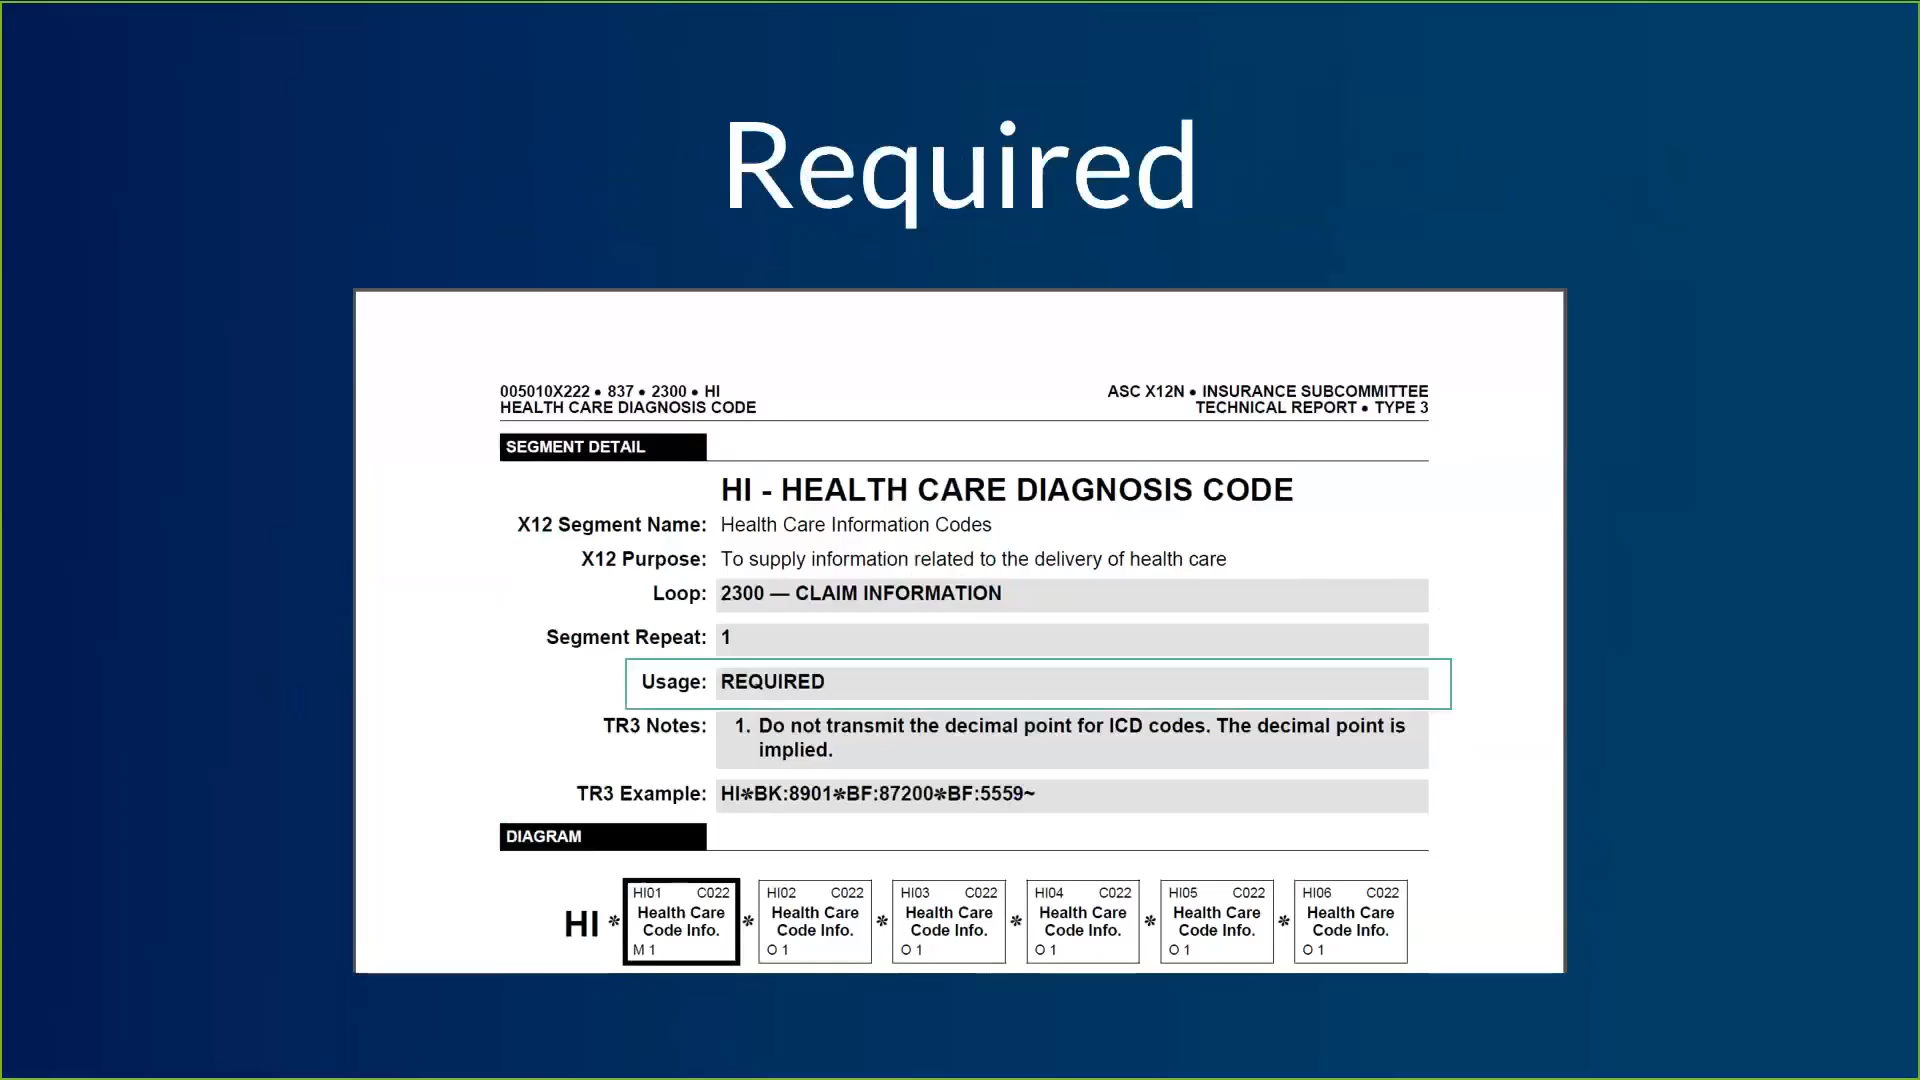 Required
005010X222 • 837 • 2300 • HI
HEALTH CARE DIAGNOSIS CODE
ASC X12N • INSURANCE SUBCOMMITTEE
TECHNICAL REPORT • TYPE 3
SEGMENT DETAIL
HI - HEALTH CARE DIAGNOSIS CODE
X12 Segment Name: Health Care Information Codes
X12 Purpose: To supply information related to the delivery of health care
Loop: 2300 — CLAIM INFORMATION
Segment Repeat: 1
Usage: REQUIRED
TR3 Notes: 1. Do not transmit the decimal point for ICD codes. The decimal point is
implied.
TR3 Example: HI*BK:8901*BF:87200*BF:5559~
DIAGRAM
HI01 C022 HI02 C022 HI03 C022 HI04 C022 HI05 C022 HI06 C022
Health Care Health Care Health Care Health Care Health Care Health Care
HI * Code Info. * Code Info. * Code Info. * Code Info. * Code Info. * Code Info.
M 1 O 1 O 1 O 1 O 1 O 1